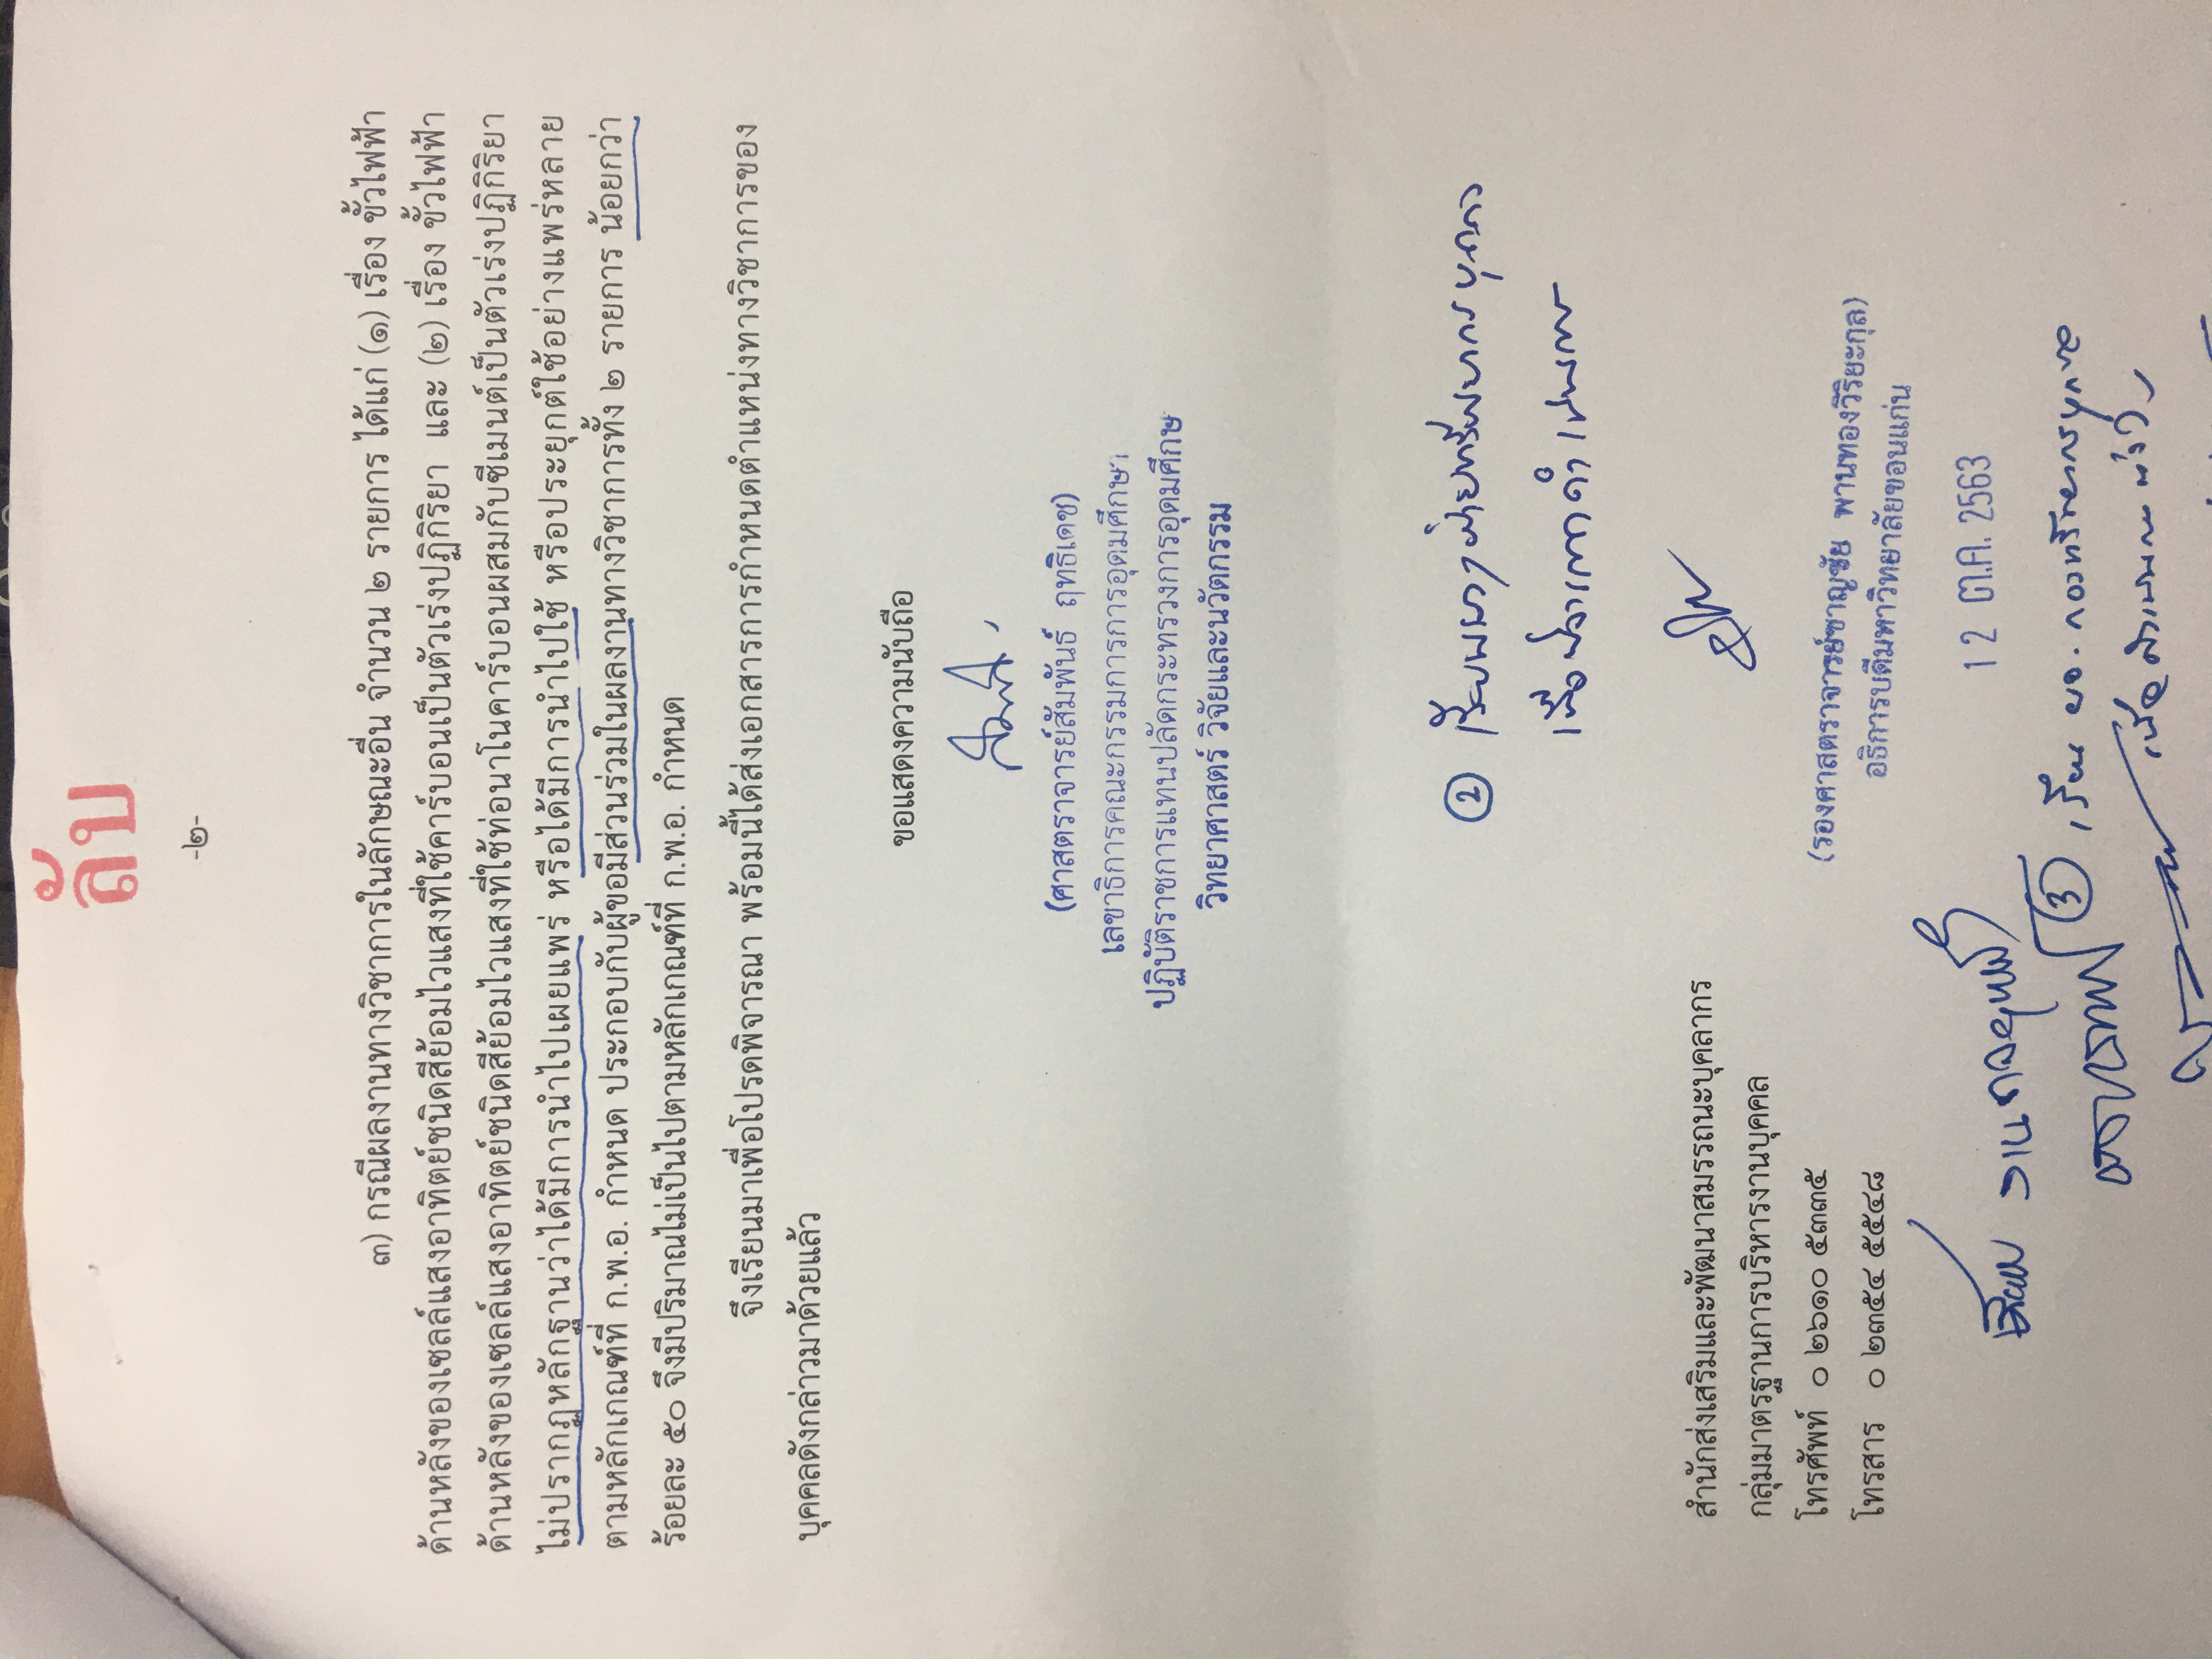 ลับ
-๒-
๓) กรณีผลงานทางวิชาการในลักษณะอื่น จำนวน ๒ รายการ ได้แก่ (๑) เรื่อง ขั้วไฟฟ้า
ด้านหลังของเซลล์แสงอาทิตย์ชนิดสีย้อมไวแสงที่ใช้คาร์บอนเป็นตัวเร่งปฏิกิริยา และ (๒) เรื่อง ขั้วไฟฟ้า
ด้านหลังของเซลล์แสงอาทิตย์ชนิดสีย้อมไวแสงที่ใช้ท่อนาโนคาร์บอนผสมกับซีเมนต์เป็นตัวเร่งปฏิกิริยา
ไม่ปรากฏหลักฐานว่าได้มีการนำไปเผยแพร่ หรือได้มีการนำไปใช้ หรือประยุกต์ใช้อย่างแพร่หลาย
ตามหลักเกณฑ์ที่ ก.พ.อ. กำหนด ประกอบกับผู้ขอมีส่วนร่วมในผลงานทางวิชาการทั้ง ๒ รายการ น้อยกว่า
ร้อยละ ๕๐ จึงมีปริมาณไม่เป็นไปตามหลักเกณฑ์ที่ ก.พ.อ. กำหนด
จึงเรียนมาเพื่อโปรดพิจารณา พร้อมนี้ได้ส่งเอกสารการกำหนดตำแหน่งทางวิชาการของ
บุคคลดังกล่าวมาด้วยแล้ว
ขอแสดงความนับถือ
(ศาสตราจารย์สัมพันธ์ ฤทธิเดช)
เลขาธิการคณะกรรมการการอุดมศึกษา
ปฏิบัติราชการแทนปลัดกระทรวงการอุดมศึกษ
วิทยาศาสตร์ วิจัยและนวัตกรรม
② ฝ่ายทรัพยากรบุคคล
เพื่อพิจารณาดำเนินการ
สำนักส่งเสริมและพัฒนาสมรรถนะบุคลากร
กลุ่มมาตรฐานการบริหารงานบุคคล
โทรศัพท์ ๐ ๒๖๑๐ ๕๓๓๕
โทรสาร ๐ ๒๓๕๔ ๕๕๔๘
(รองศาสตราจารย์ชาญชัย พานทองวิริยะกุล)
อธิการบดีมหาวิทยาลัยขอนแก่น
12 ต.ค. 2563
เรียน
③ เรียน ผอ. กองทรัพยากรบุคคล